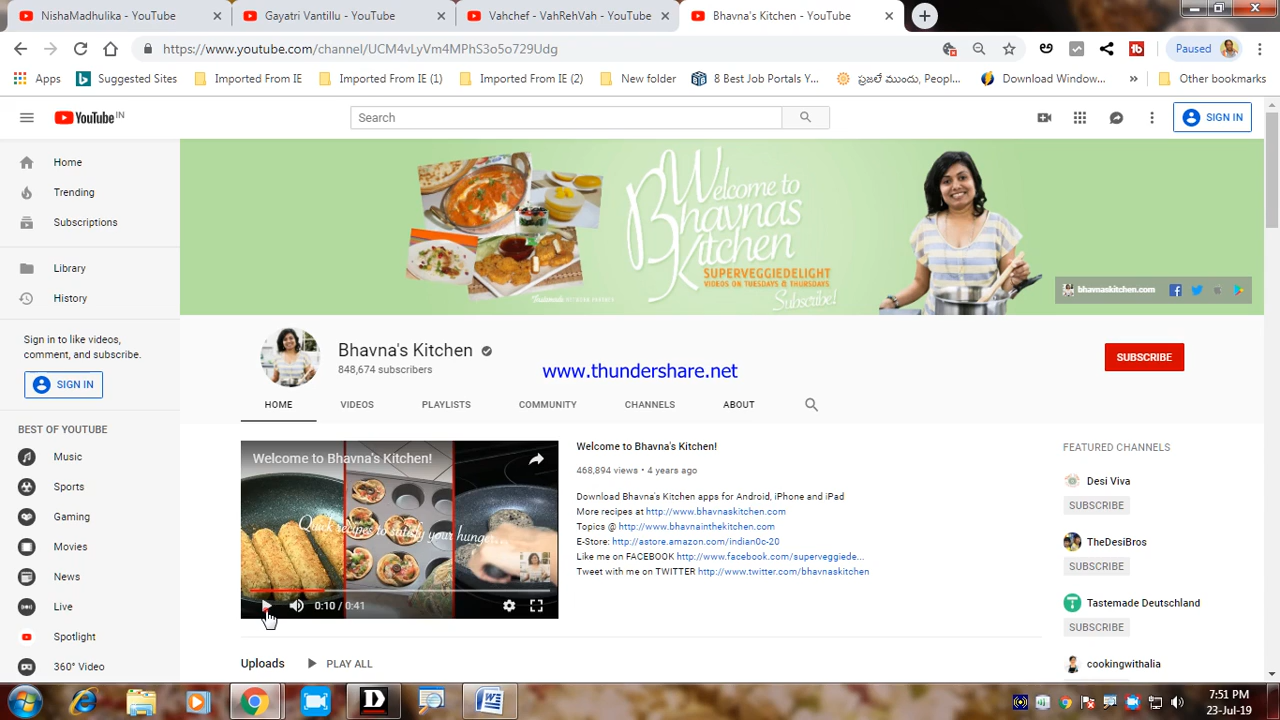 NishaMadhulika - YouTube
Gayatri Vantillu - YouTube
Vahchef - VahRehVah - YouTube
Bhavna's Kitchen - YouTube
https://www.youtube.com/channel/UCM4vLyVm4MPhS3o5o729Udg
Paused
Apps
Suggested Sites
Imported From IE
Imported From IE (1)
Imported From IE (2)
New folder
8 Best Job Portals Y...
ప్రజలే ముందు, Peopl...
Download Window...
»
Other bookmarks
YouTube IN
Search
SIGN IN
Home
Trending
Subscriptions
Library
History
Sign in to like videos,
comment, and subscribe.
SIGN IN
BEST OF YOUTUBE
Music
Sports
Gaming
Movies
News
Live
Spotlight
360° Video
Welcome to
Bhavnas
Kitchen
SUPERVEGGIEDELIGHT
VIDEOS ON TUESDAYS & THURSDAYS
Subscribe!
bhavnaskitchen.com
Bhavna's Kitchen
848,674 subscribers
www.thundershare.net
SUBSCRIBE
HOME
VIDEOS
PLAYLISTS
COMMUNITY
CHANNELS
ABOUT
Welcome to Bhavna's Kitchen!
Quick recipes to satisfy your hunger...
0:10 / 0:41
Welcome to Bhavna's Kitchen!
468,894 views • 4 years ago
Download Bhavna's Kitchen apps for Android, iPhone and iPad
More recipes at http://www.bhavnaskitchen.com
Topics @ http://www.bhavnainthekitchen.com
E-Store: http://astore.amazon.com/indian0c-20
Like me on FACEBOOK http://www.facebook.com/superveggiede...
Tweet with me on TWITTER http://www.twitter.com/bhavnaskitchen
FEATURED CHANNELS
Desi Viva
SUBSCRIBE
TheDesiBros
SUBSCRIBE
Tastemade Deutschland
SUBSCRIBE
cookingwithalia
Uploads
PLAY ALL
7:51 PM
23-Jul-19